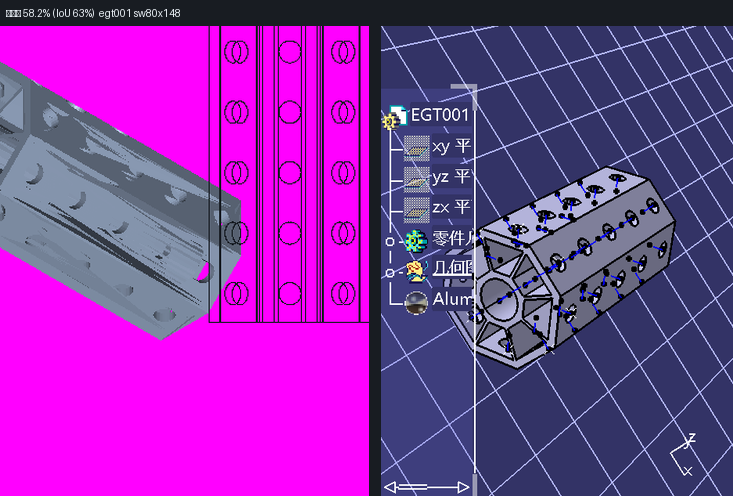 58.2% (IoU 63%) egt001 sw80x148
EGT001
xy 平
yz 平
zx 平
零件
几何
Alum
z
x